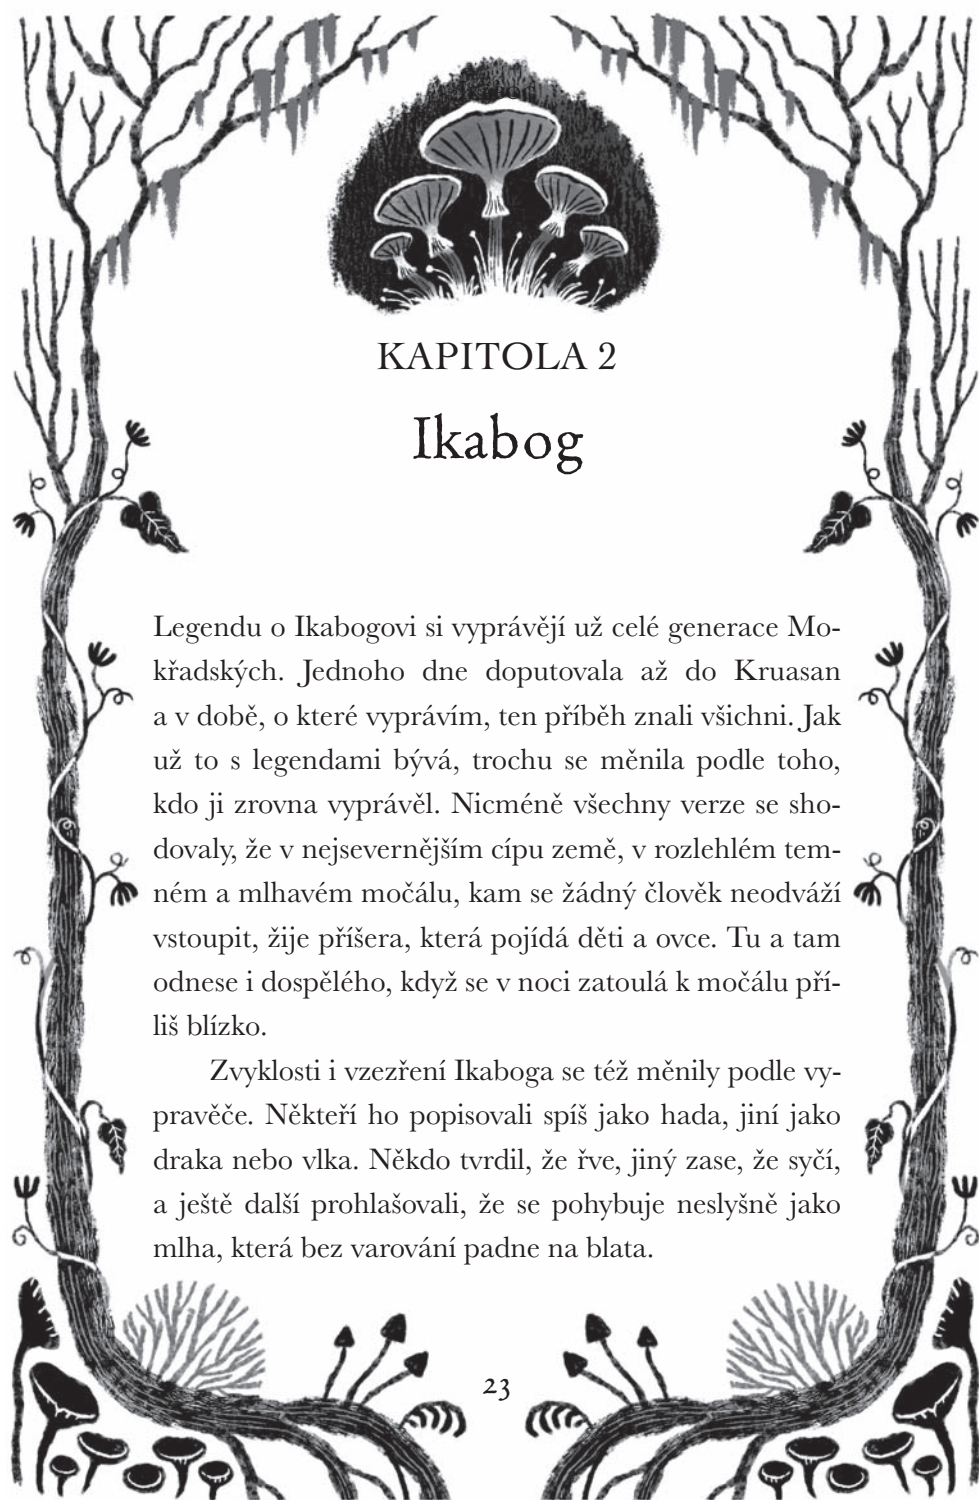 KAPITOLA 2
Ikabog
Legendu o Ikabogovi si vyprávějí už celé generace Mo-
křadských. Jednoho dne doputovala až do Kruasan
a v době, o které vyprávím, ten příběh znali všichni. Jak
už to s legendami bývá, trochu se měnila podle toho,
kdo ji zrovna vyprávěl. Nicméně všechny verze se sho-
dovaly, že v nejsevernějším cípu země, v rozlehlém tem-
ném a mlhavém močálu, kam se žádný člověk neodváží
vstoupit, žije příšera, která pojídá děti a ovce. Tu a tam
odnese i dospělého, když se v noci zatoulá k močálu pří-
liš blízko.
Zvyklosti i vzezření Ikaboga se též měnily podle vy-
pravěče. Někteří ho popisovali spíš jako hada, jiní jako
draka nebo vlka. Někdo tvrdil, že řve, jiný zase, že syčí,
a ještě další prohlašovali, že se pohybuje neslyšně jako
mlha, která bez varování padne na blata.
23